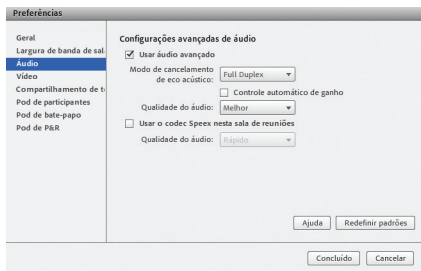 Preferências
Geral
Largura de banda de sal
Áudio
Vídeo
Compartilhamento de t
Pod de participantes
Pod de bate-papo
Pod de P&R
Configurações avançadas de áudio
Usar áudio avançado
Modo de cancelamento
de eco acústico:
Full Duplex
Controle automático de ganho
Qualidade do áudio:
Melhor
Usar o codec Speex nesta sala de reuniões
Qualidade do áudio:
Rápido
Ajuda
Redefinir padrões
Concluído
Cancelar